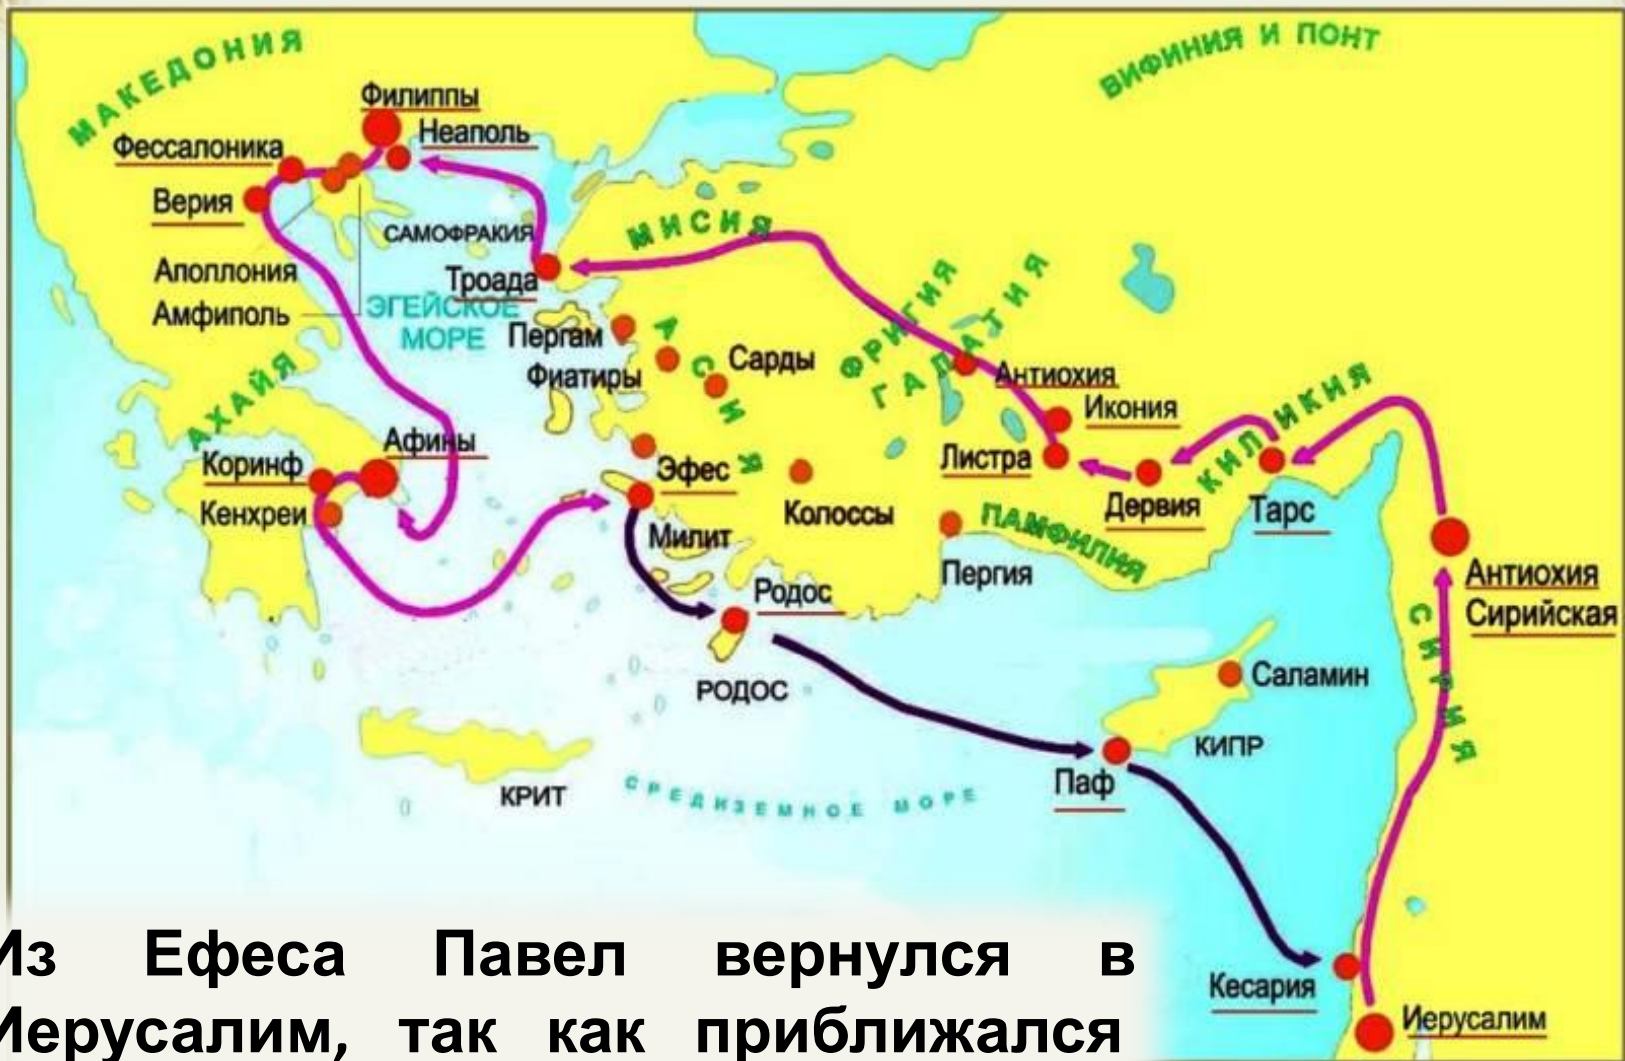 МАКЕДОНИЯ
ВИФИНИЯ И ПОНТ
Филиппы
Неаполь
Фессалоника
Верия
САМОФРАКИЯ
МИСИЯ
Аполлония
Троада
Амфиполь
ЭГЕЙСКОЕ
МОРЕ
Пергам
АСИЯ
Сарды
Фиатиры
ФРИГИЯ
ГАЛАТИЯ
Антиохия
Икония
КИЛИКИЯ
АХАЙЯ
Афины
Коринф
Кенхреи
Эфес
Милит
Колоссы
Листра
Дервия
Тарс
ПАМФИЛИЯ
Пергия
Антиохия
Сирийская
СИРИЯ
Родос
РОДОС
Саламин
КИПР
Паф
КРИТ
СРЕДИЗЕМНОЕ МОРЕ
Кесария
Иерусалим
Из Ефеса Павел вернулся в
Иерусалим, так как приближался